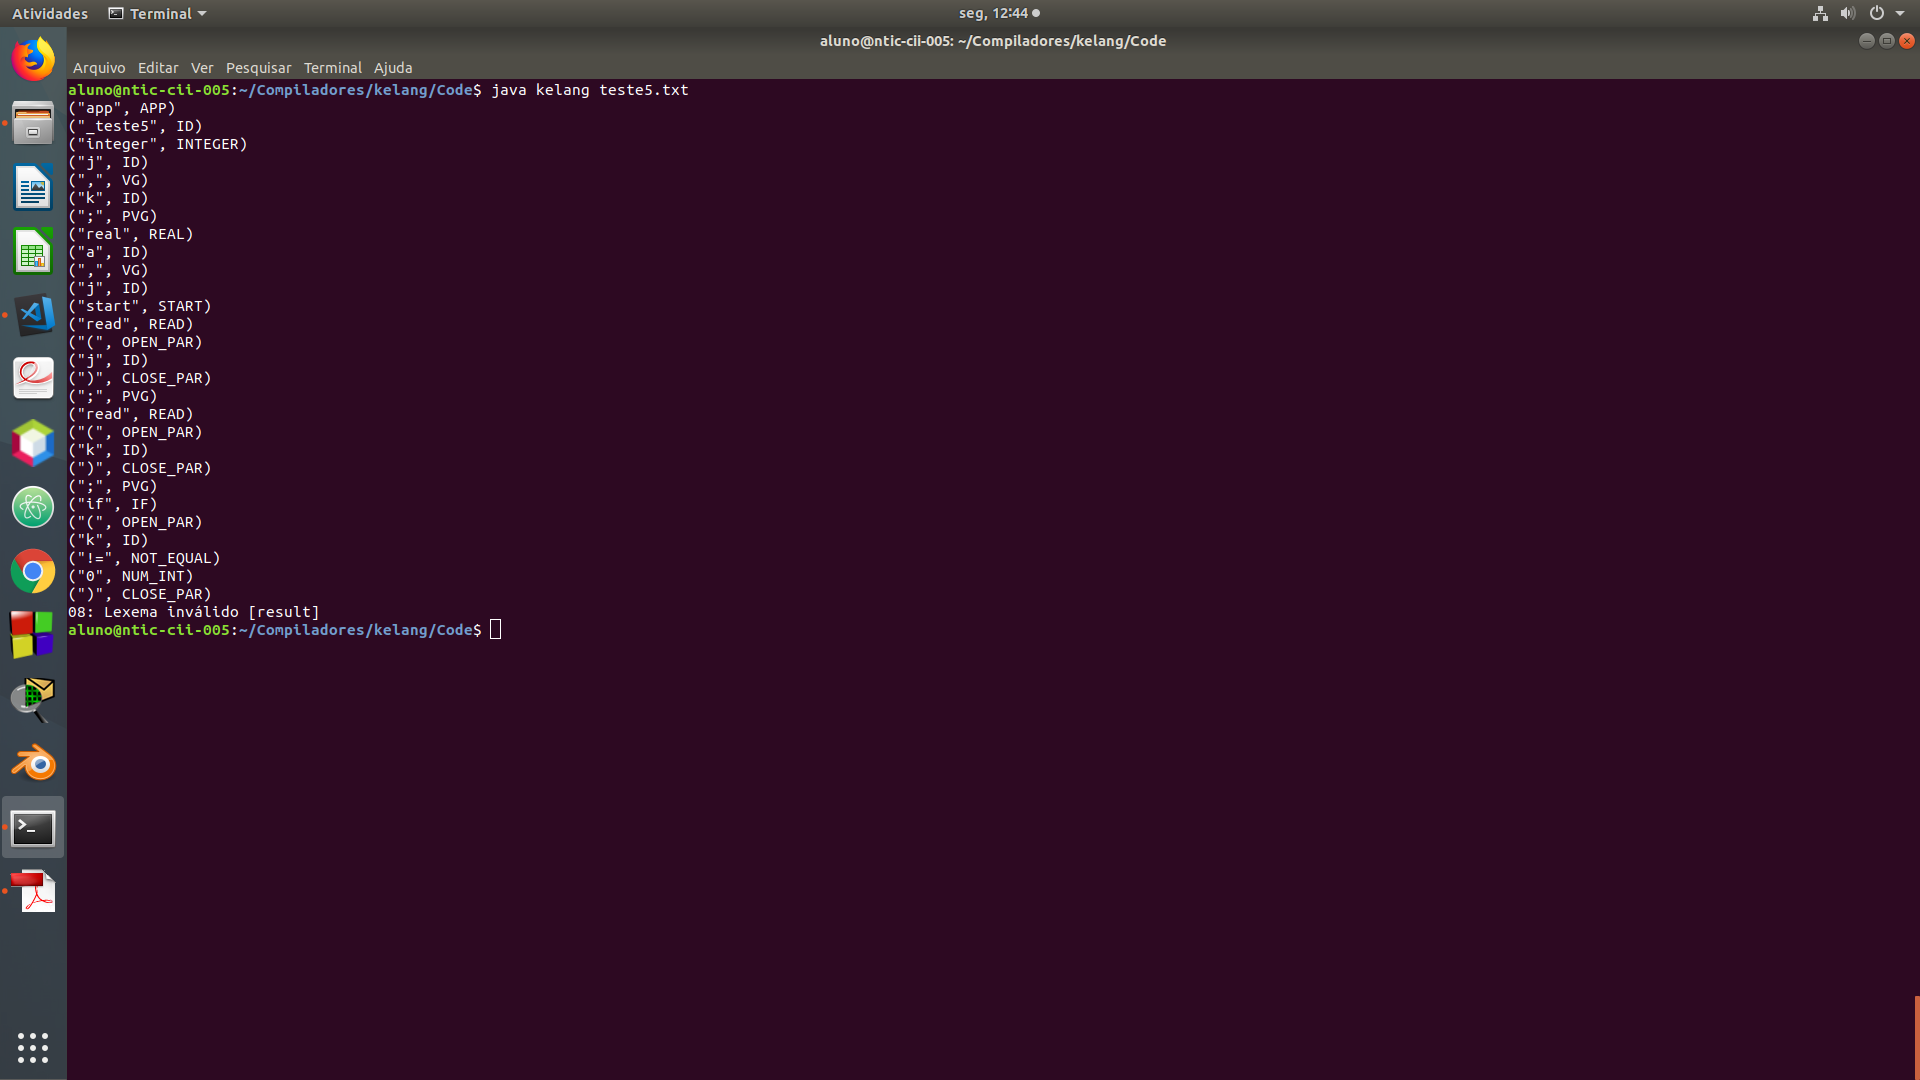 Atividades
Terminal
seg, 12:44
aluno@ntic-cii-005: ~/Compiladores/kelang/Code
Arquivo Editar Ver Pesquisar Terminal Ajuda
aluno@ntic-cii-005:~/Compiladores/kelang/Code$ java kelang teste5.txt
("app", APP)
("_teste5", ID)
("integer", INTEGER)
("j", ID)
(",", VG)
("k", ID)
(";", PVG)
("real", REAL)
("a", ID)
(",", VG)
("j", ID)
("start", START)
("read", READ)
("(", OPEN_PAR)
("j", ID)
(")", CLOSE_PAR)
(";", PVG)
("read", READ)
("(", OPEN_PAR)
("k", ID)
(")", CLOSE_PAR)
(";", PVG)
("if", IF)
("(", OPEN_PAR)
("k", ID)
("!=", NOT_EQUAL)
("0", NUM_INT)
(")", CLOSE_PAR)
08: Lexema inválido [result]
aluno@ntic-cii-005:~/Compiladores/kelang/Code$